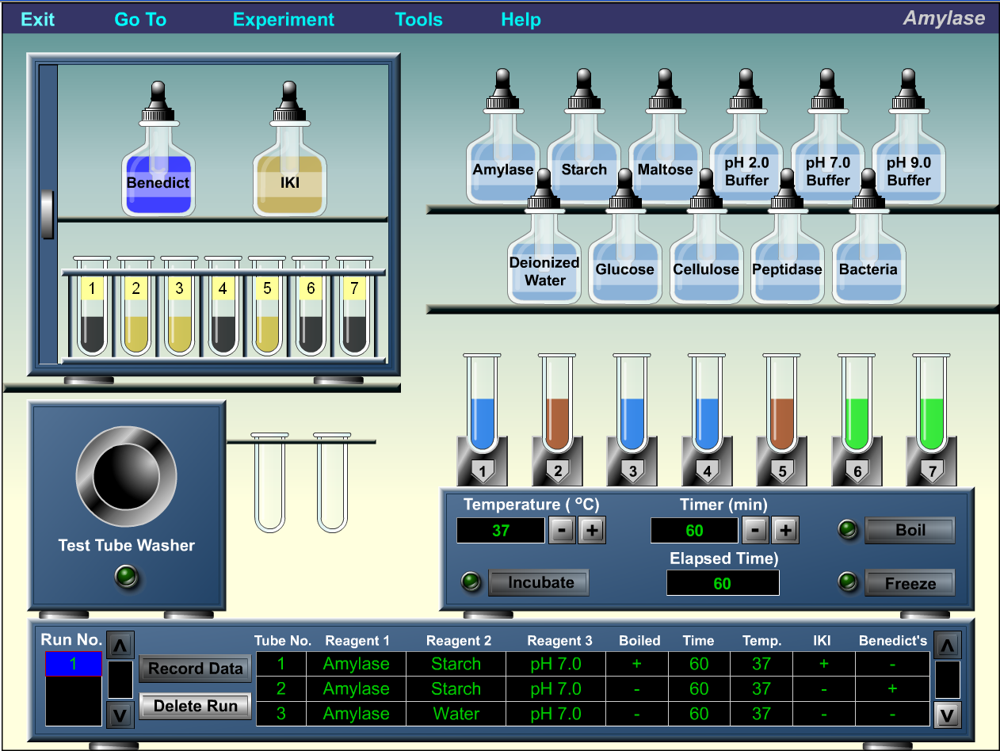 Exit Go To Experiment Tools Help Amylase
Benedict IKI
1 2 3 4 5 6 7
Amylase Starch Maltose pH 2.0 Buffer pH 7.0 Buffer pH 9.0 Buffer
Deionized Water Glucose Cellulose Peptidase Bacteria
1 2 3 4 5 6 7
Test Tube Washer
Temperature ( °C) Timer (min)
37 - + 60 - + Boil
Elapsed Time)
Incubate 60 Freeze
Run No. Λ Tube No. Reagent 1 Reagent 2 Reagent 3 Boiled Time Temp. IKI Benedict's Λ
1 Record Data 1 Amylase Starch pH 7.0 + 60 37 + -
2 Amylase Starch pH 7.0 - 60 37 - +
V Delete Run 3 Amylase Water pH 7.0 - 60 37 - - V